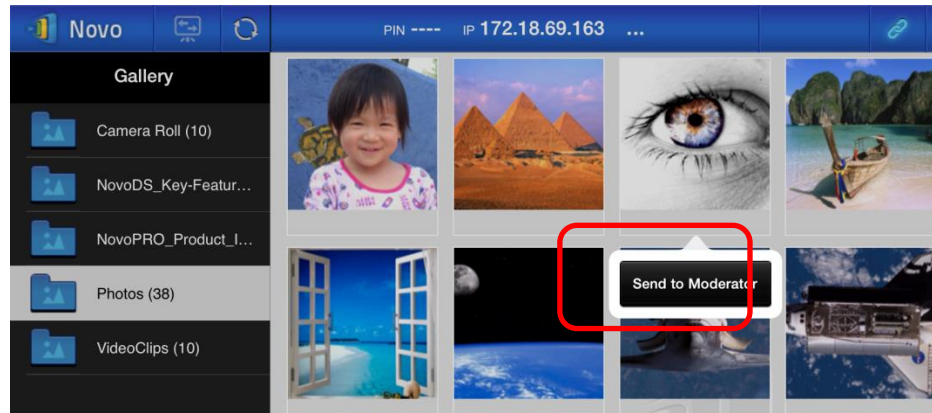 Novo
PIN ---- IP 172.18.69.163 ...
Gallery
Camera Roll (10)
NovoDS_Key-Featur...
NovoPRO_Product_I...
Photos (38)
VideoClips (10)
Send to Moderator